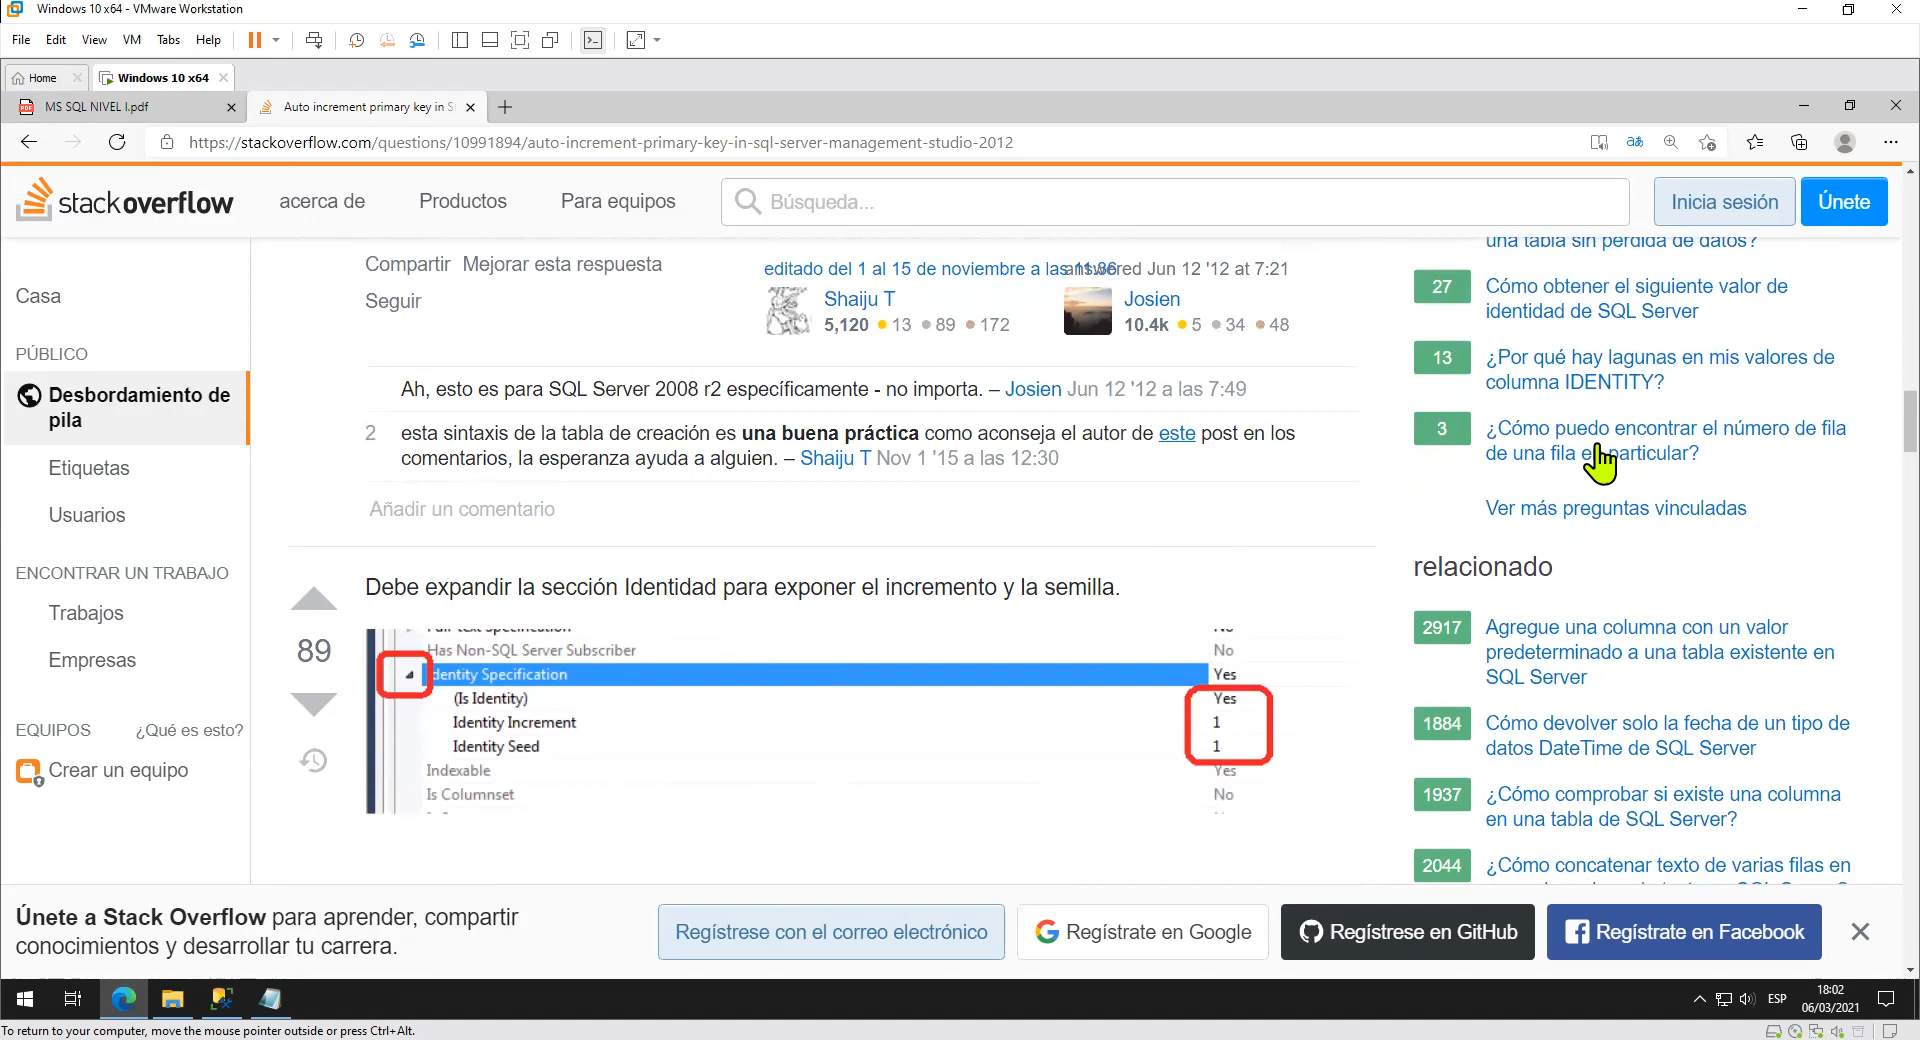 Windows 10 x64 - VMware Workstation
File Edit View VM Tabs Help
Home
Windows 10 x64
MS SQL NIVEL I.pdf
Auto increment primary key in S
https://stackoverflow.com/questions/10991894/auto-increment-primary-key-in-sql-server-management-studio-2012
stackoverflow
acerca de
Productos
Para equipos
Búsqueda...
Inicia sesión
Únete
Casa
PÚBLICO
Desbordamiento de
pila
Etiquetas
Usuarios
ENCONTRAR UN TRABAJO
Trabajos
Empresas
EQUIPOS
¿Qué es esto?
Crear un equipo
Compartir Mejorar esta respuesta
Seguir
editado del 1 al 15 de noviembre a las
answered Jun 12 '12 at 7:21
Shaiju T
5,120 13 89 172
Josien
10.4k 5 34 48
Ah, esto es para SQL Server 2008 r2 específicamente - no importa. – Josien Jun 12 '12 a las 7:49
2
esta sintaxis de la tabla de creación es una buena práctica como aconseja el autor de este post en los
comentarios, la esperanza ayuda a alguien. – Shaiju T Nov 1 '15 a las 12:30
Añadir un comentario
89
Debe expandir la sección Identidad para exponer el incremento y la semilla.
Full-text Specification No
Has Non-SQL Server Subscriber No
dentity Specification Yes
(Is Identity) Yes
Identity Increment 1
Identity Seed 1
Indexable Yes
Is Columnset No
una tabla sin pérdida de datos?
27
Cómo obtener el siguiente valor de
identidad de SQL Server
13
¿Por qué hay lagunas en mis valores de
columna IDENTITY?
3
¿Cómo puedo encontrar el número de fila
de una fila e particular?
Ver más preguntas vinculadas
relacionado
2917
Agregue una columna con un valor
predeterminado a una tabla existente en
SQL Server
1884
Cómo devolver solo la fecha de un tipo de
datos DateTime de SQL Server
1937
¿Cómo comprobar si existe una columna
en una tabla de SQL Server?
2044
¿Cómo concatenar texto de varias filas en
Únete a Stack Overflow para aprender, compartir
conocimientos y desarrollar tu carrera.
Regístrese con el correo electrónico
Regístrate en Google
Regístrese en GitHub
Regístrate en Facebook
ESP
18:02
06/03/2021
To return to your computer, move the mouse pointer outside or press Ctrl+Alt.